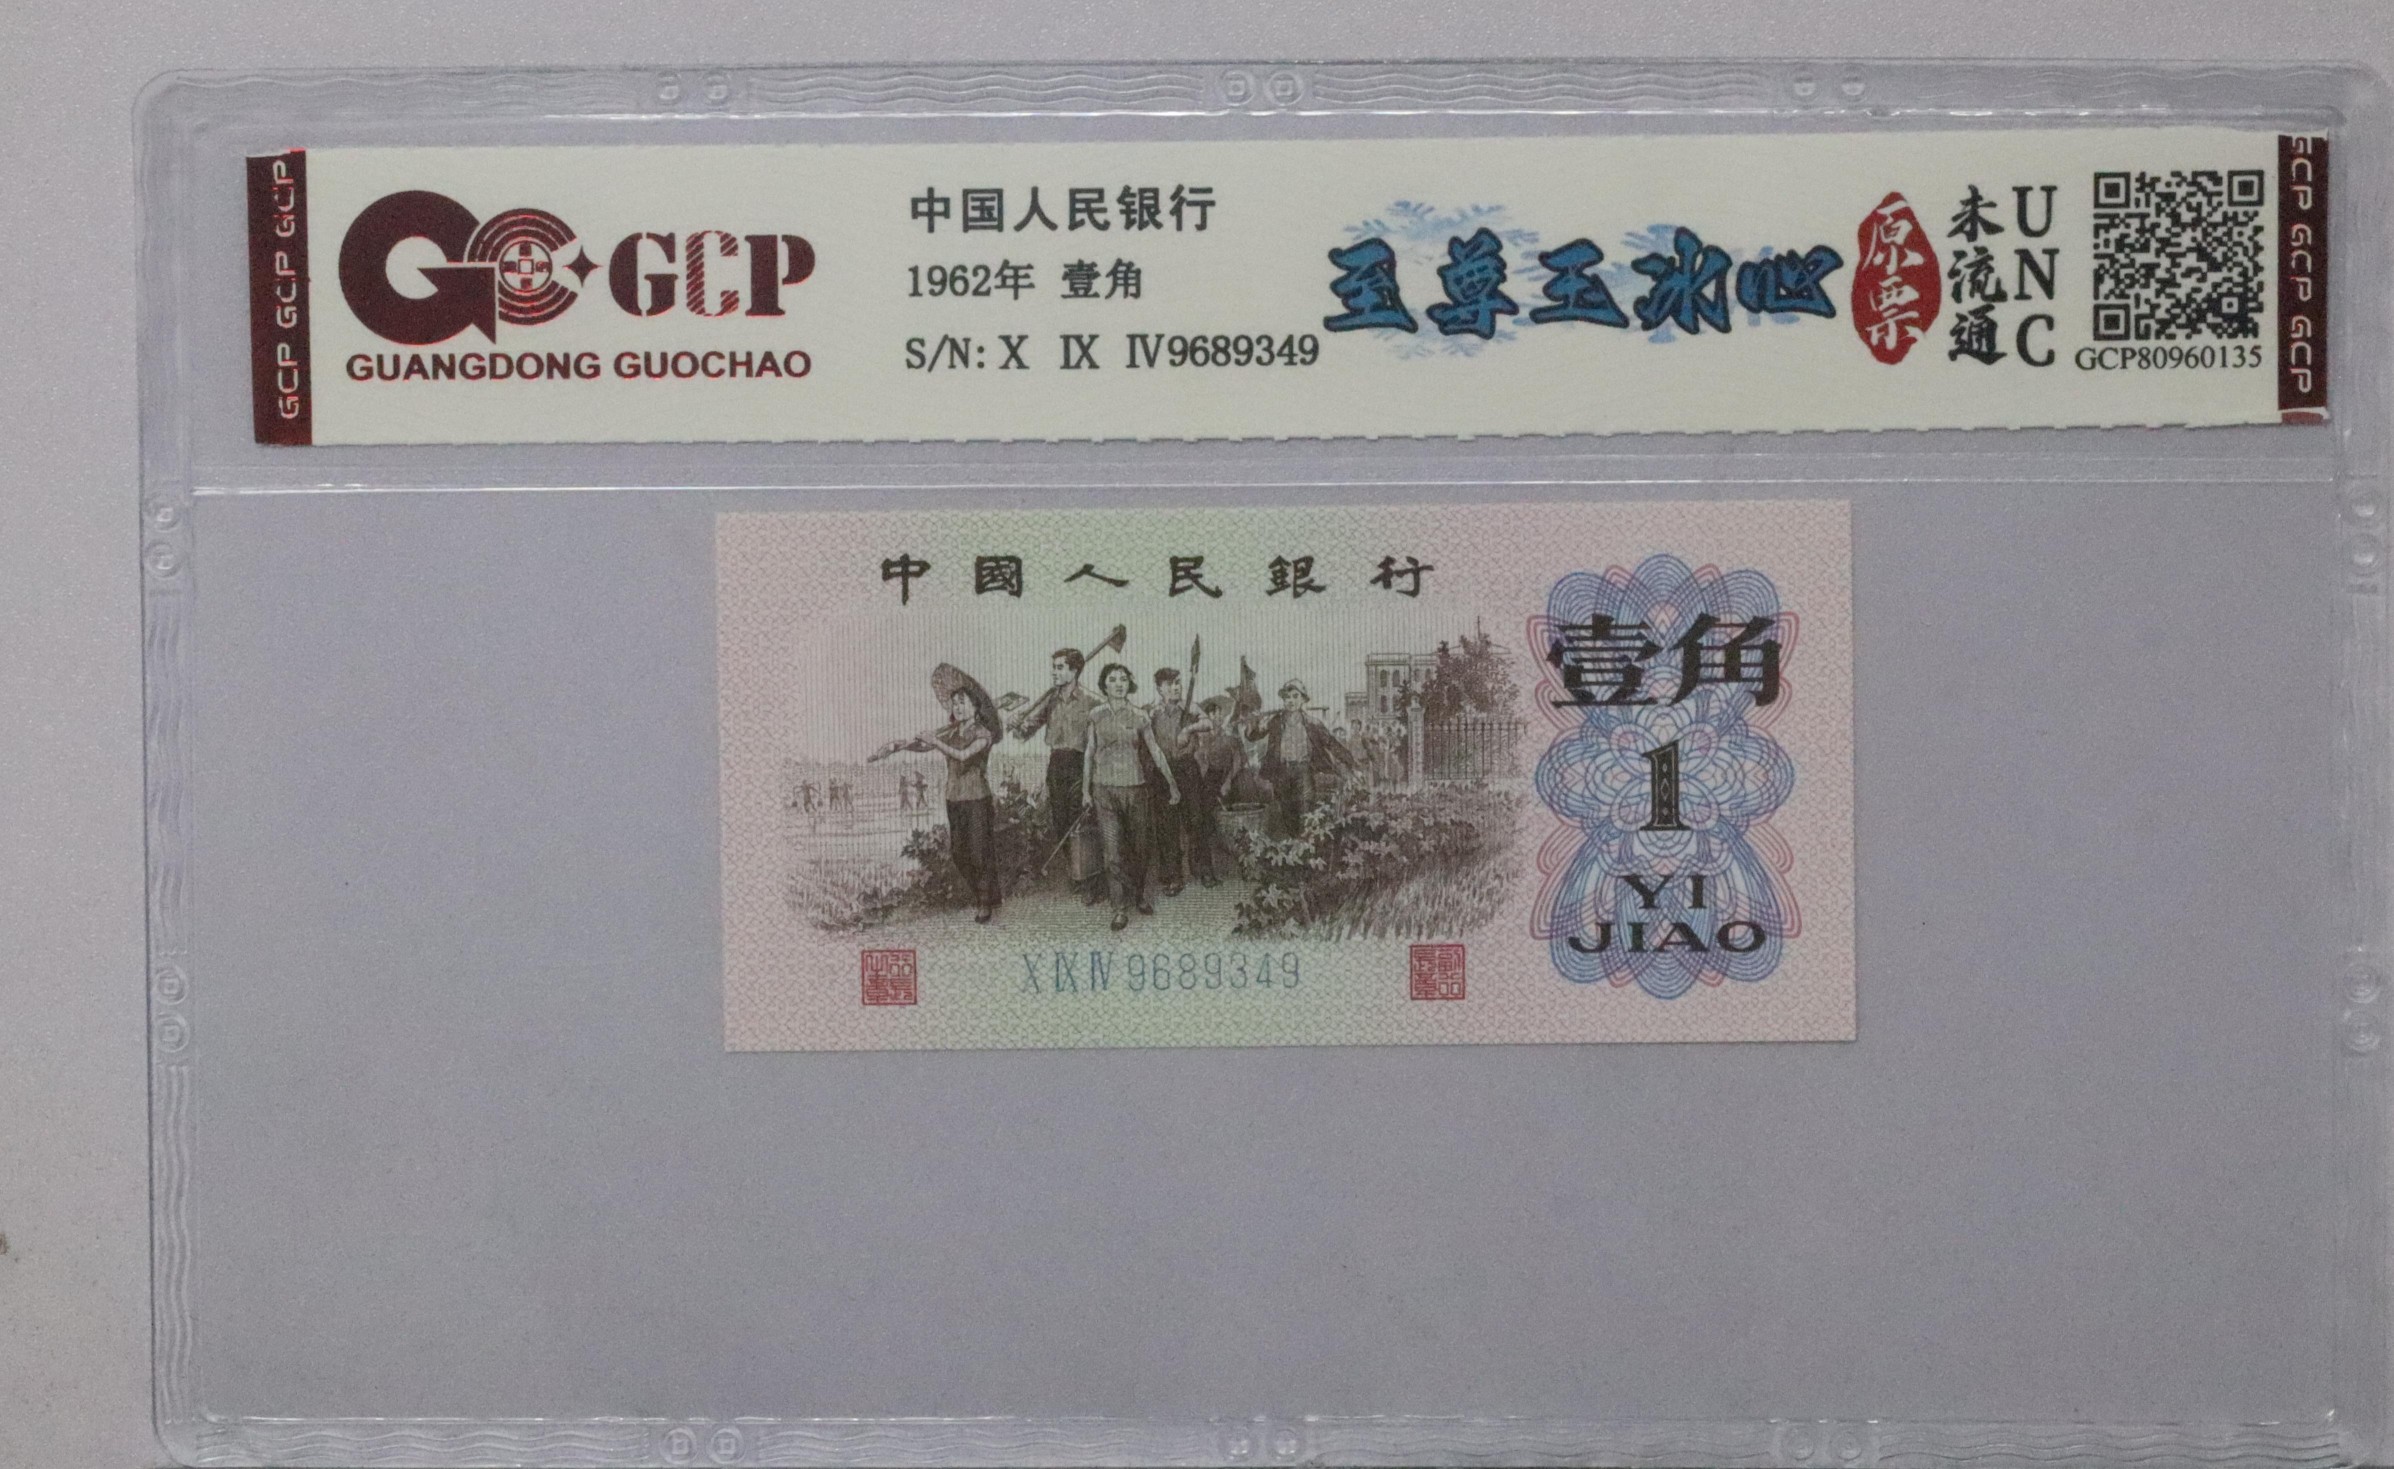 GCP GCP GCP
GCP
GUANGDONG GUOCHAO
中国人民银行
1962年 壹角
S/N: X IX IV9689349
至尊王冰心
原票
未流通
UNC
GCP80960135
GCP GCP GCP
中國人民銀行
壹角
1
YI
JIAO
X IX IV 9689349